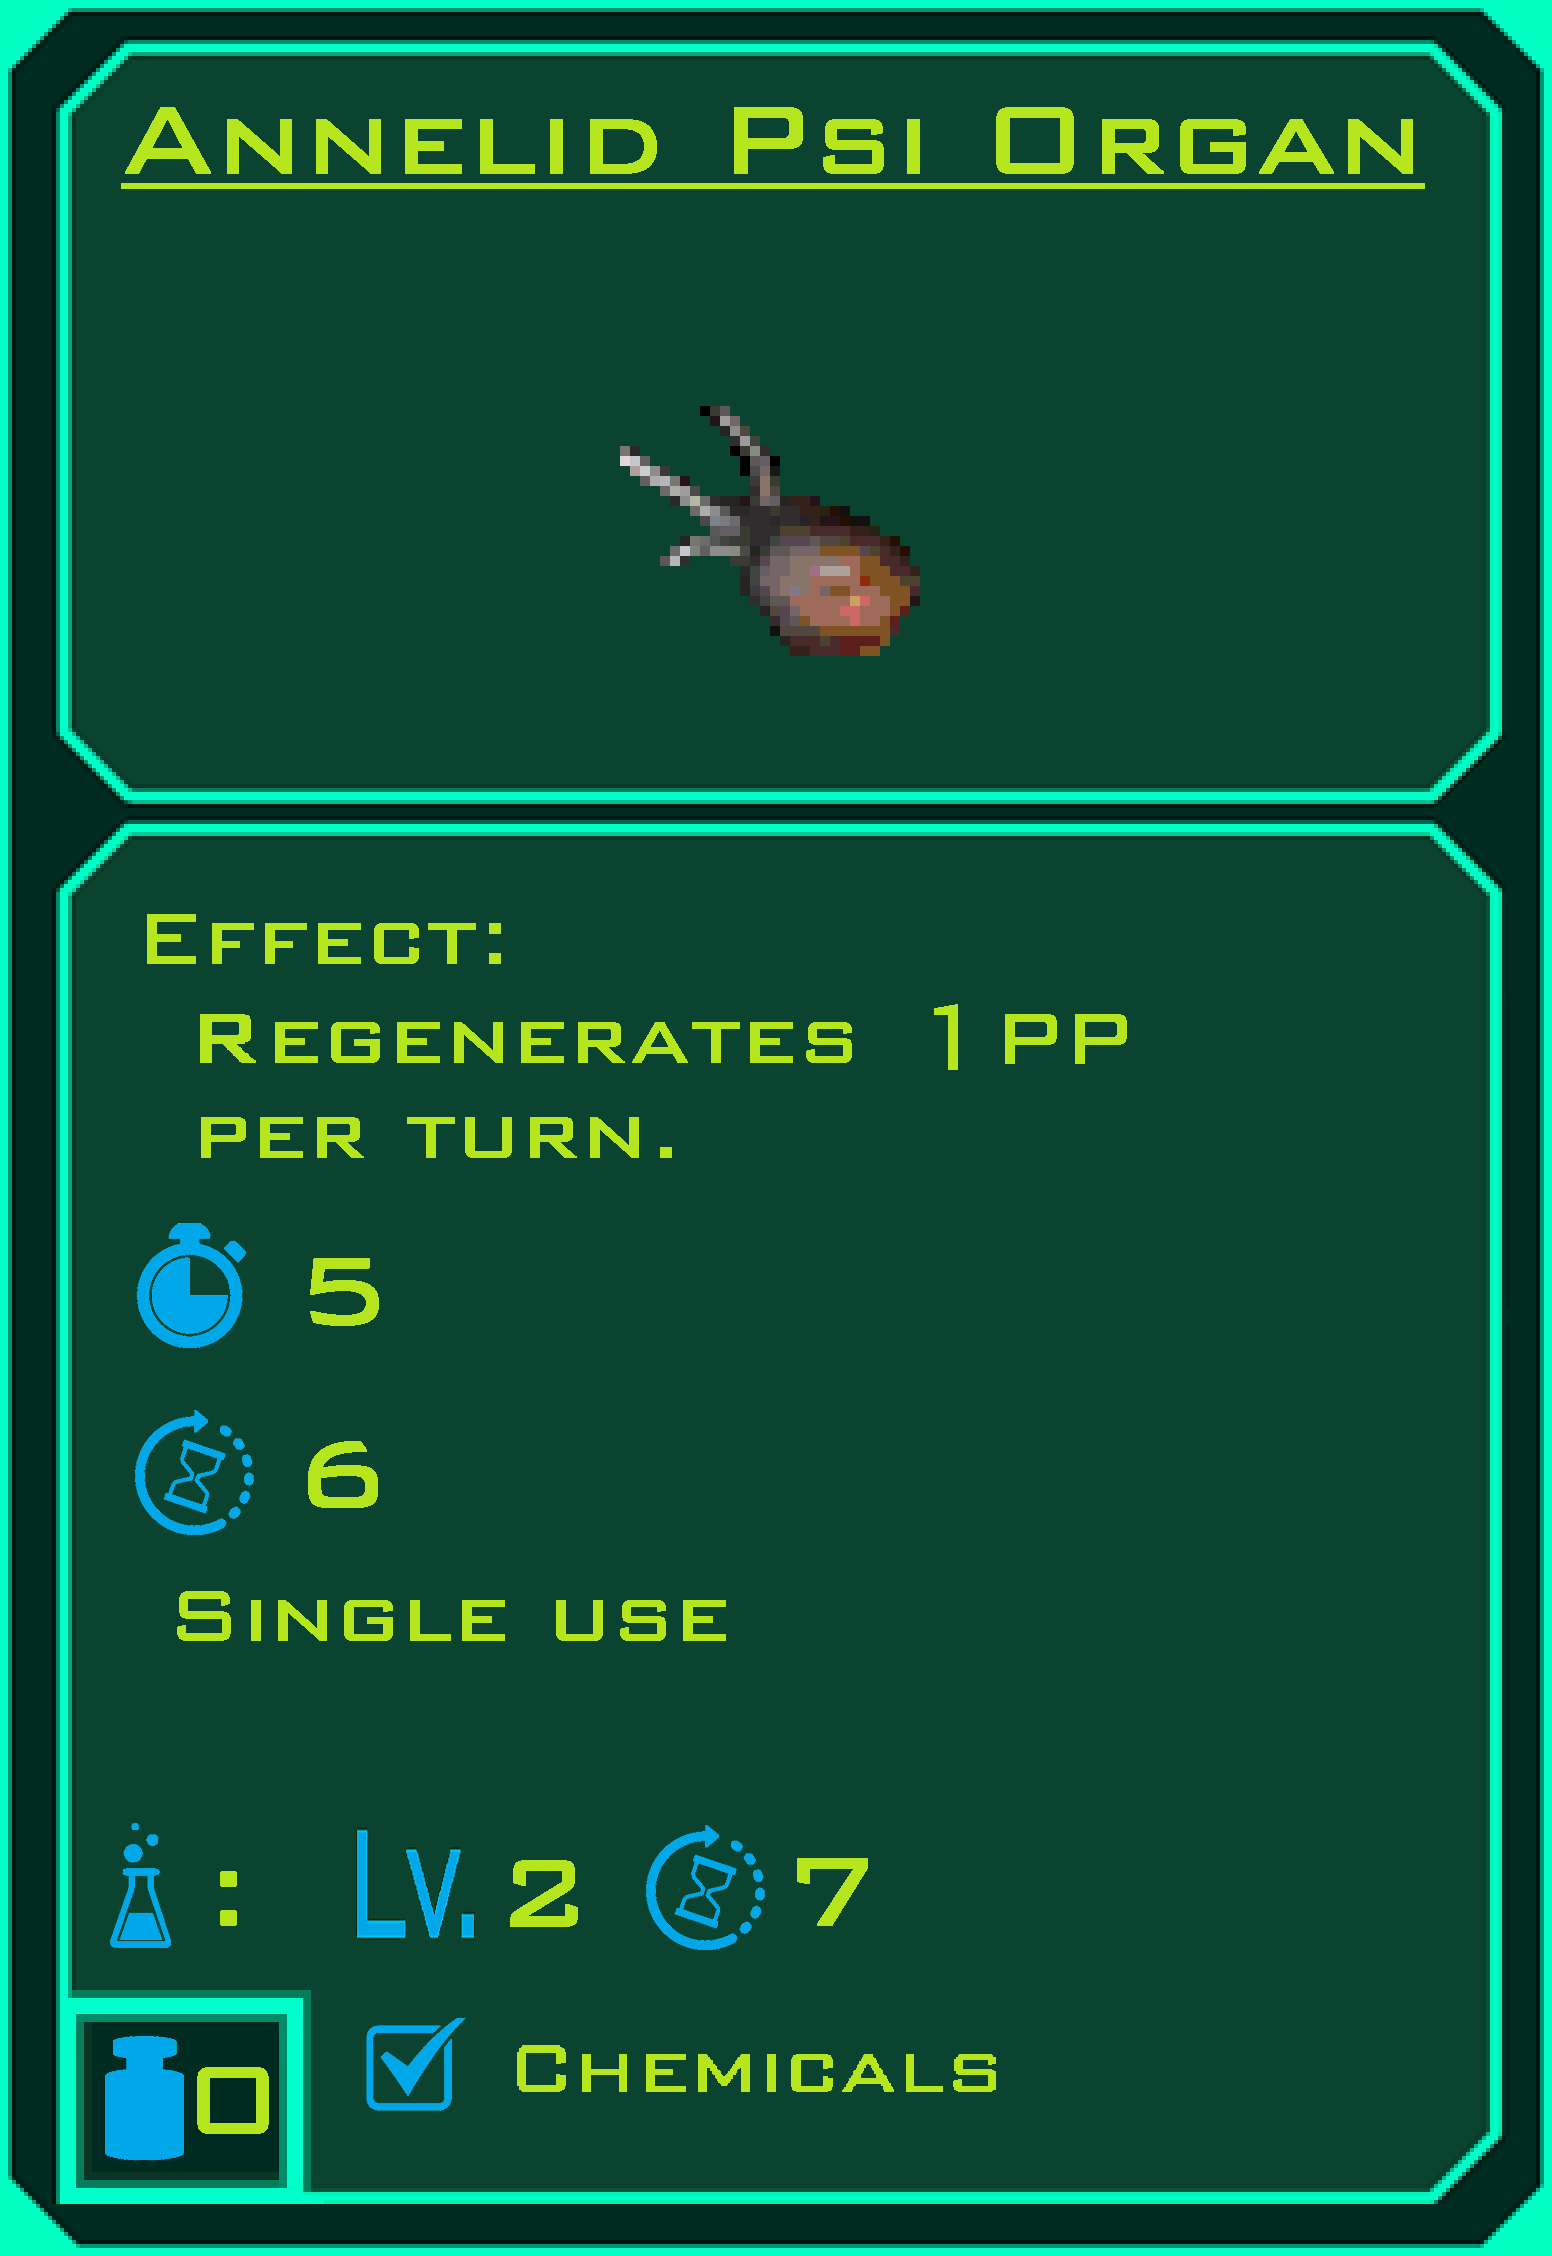 Annelid Psi Organ
Effect:
Regenerates 1 PP
per turn.
5
6
Single use
: Lv. 2 7
0
Chemicals